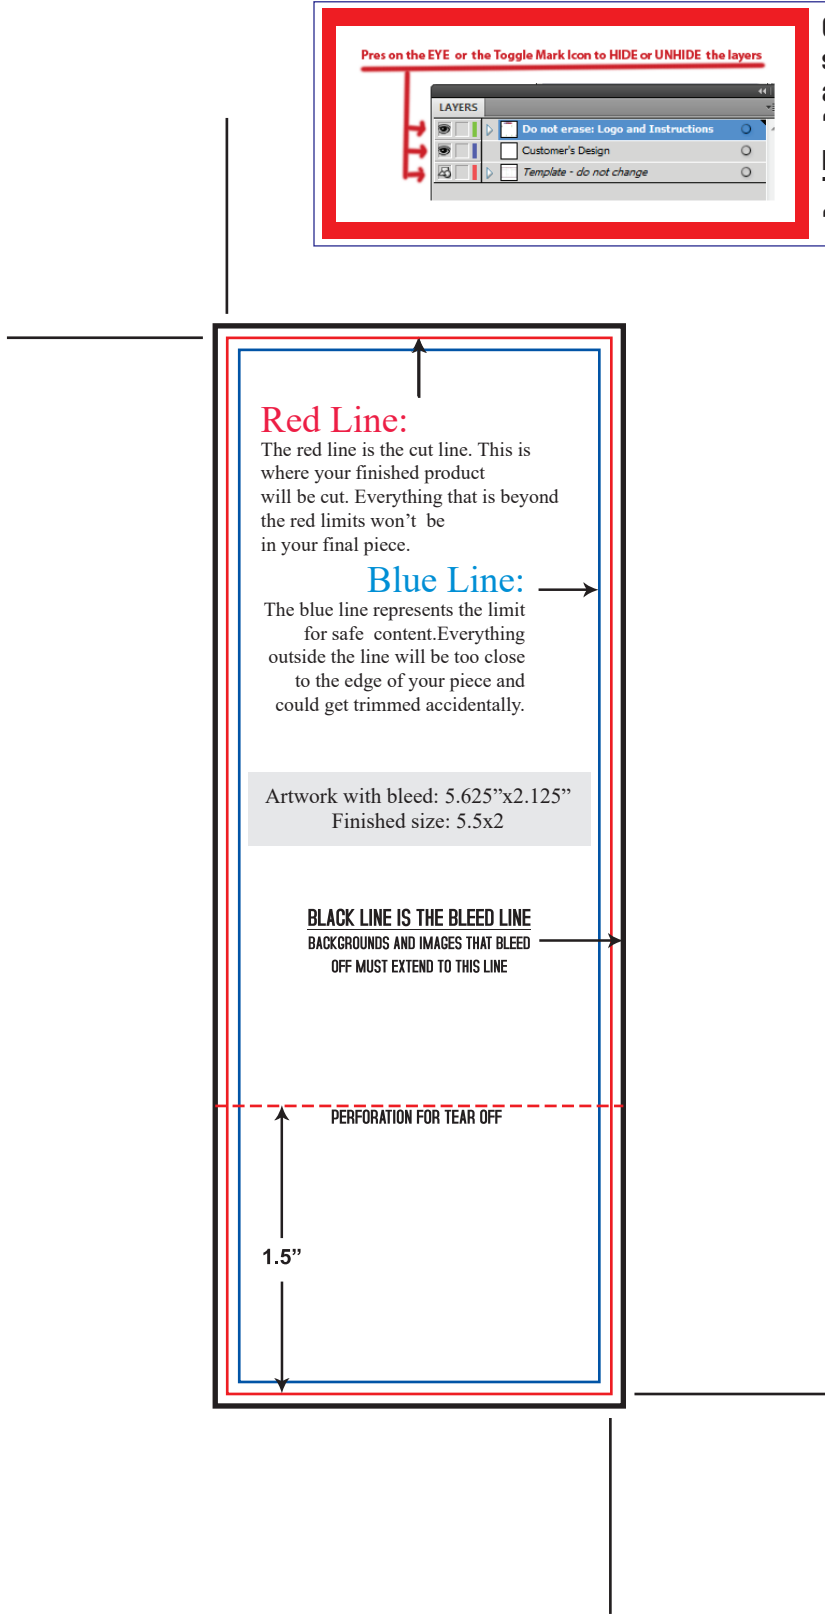 Pres on the EYE or the Toggle Mark Icon to HIDE or UNHIDE the layers
LAYERS
Do not erase: Logo and Instructions
Customer's Design
Template - do not change
Red Line:
The red line is the cut line. This is
where your finished product
will be cut. Everything that is beyond
the red limits won’t be
in your final piece.
Blue Line:
The blue line represents the limit
for safe content.Everything
outside the line will be too close
to the edge of your piece and
could get trimmed accidentally.
Artwork with bleed: 5.625”x2.125”
Finished size: 5.5x2
BLACK LINE IS THE BLEED LINE
BACKGROUNDS AND IMAGES THAT BLEED
OFF MUST EXTEND TO THIS LINE
PERFORATION FOR TEAR OFF
1.5”